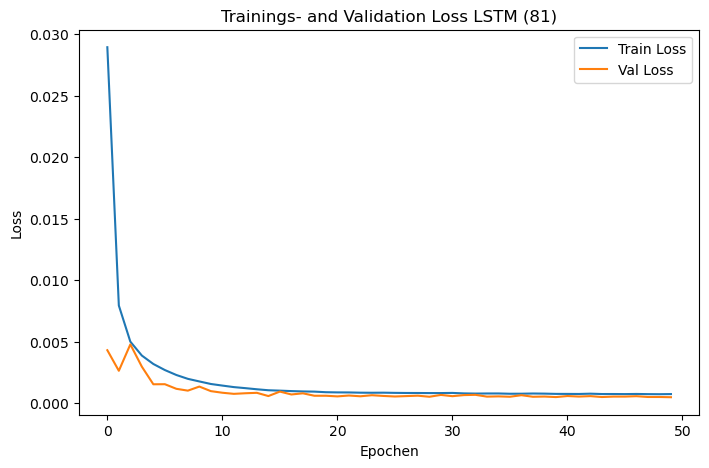 Trainings- and Validation Loss LSTM (81)
Train Loss
Val Loss
Loss
0.030
0.025
0.020
0.015
0.010
0.005
0.000
0 10 20 30 40 50
Epochen